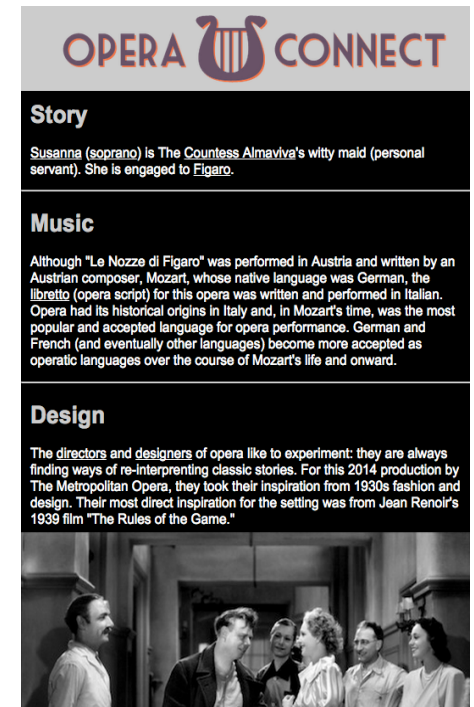 OPERA CONNECT
Story
Susanna (soprano) is The Countess Almaviva's witty maid (personal
servant). She is engaged to Figaro.
Music
Although "Le Nozze di Figaro" was performed in Austria and written by an
Austrian composer, Mozart, whose native language was German, the
libretto (opera script) for this opera was written and performed in Italian.
Opera had its historical origins in Italy and, in Mozart's time, was the most
popular and accepted language for opera performance. German and
French (and eventually other languages) become more accepted as
operatic languages over the course of Mozart's life and onward.
Design
The directors and designers of opera like to experiment: they are always
finding ways of re-interprenting classic stories. For this 2014 production by
The Metropolitan Opera, they took their inspiration from 1930s fashion and
design. Their most direct inspiration for the setting was from Jean Renoir's
1939 film "The Rules of the Game."